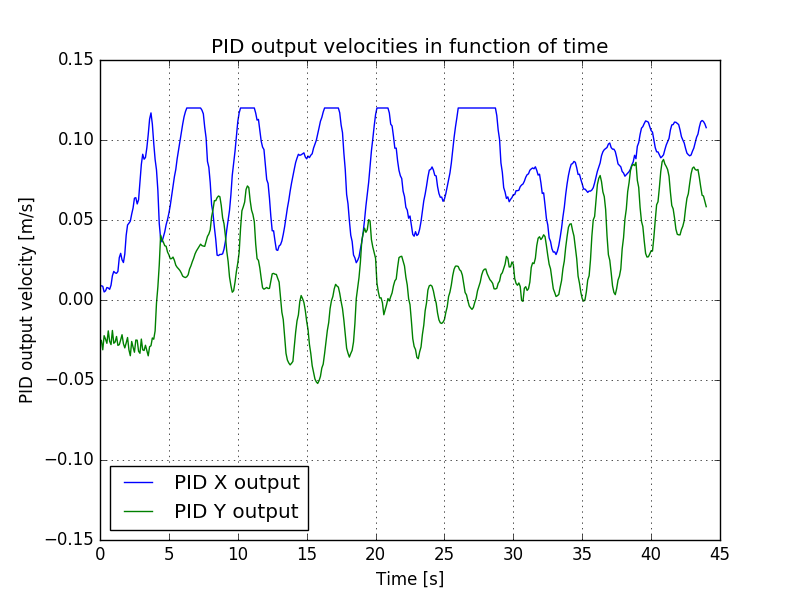 PID output velocities in function of time
PID output velocity [m/s]
0.15
0.10
0.05
0.00
−0.05
−0.10
−0.15
PID X output
PID Y output
0 5 10 15 20 25 30 35 40 45
Time [s]